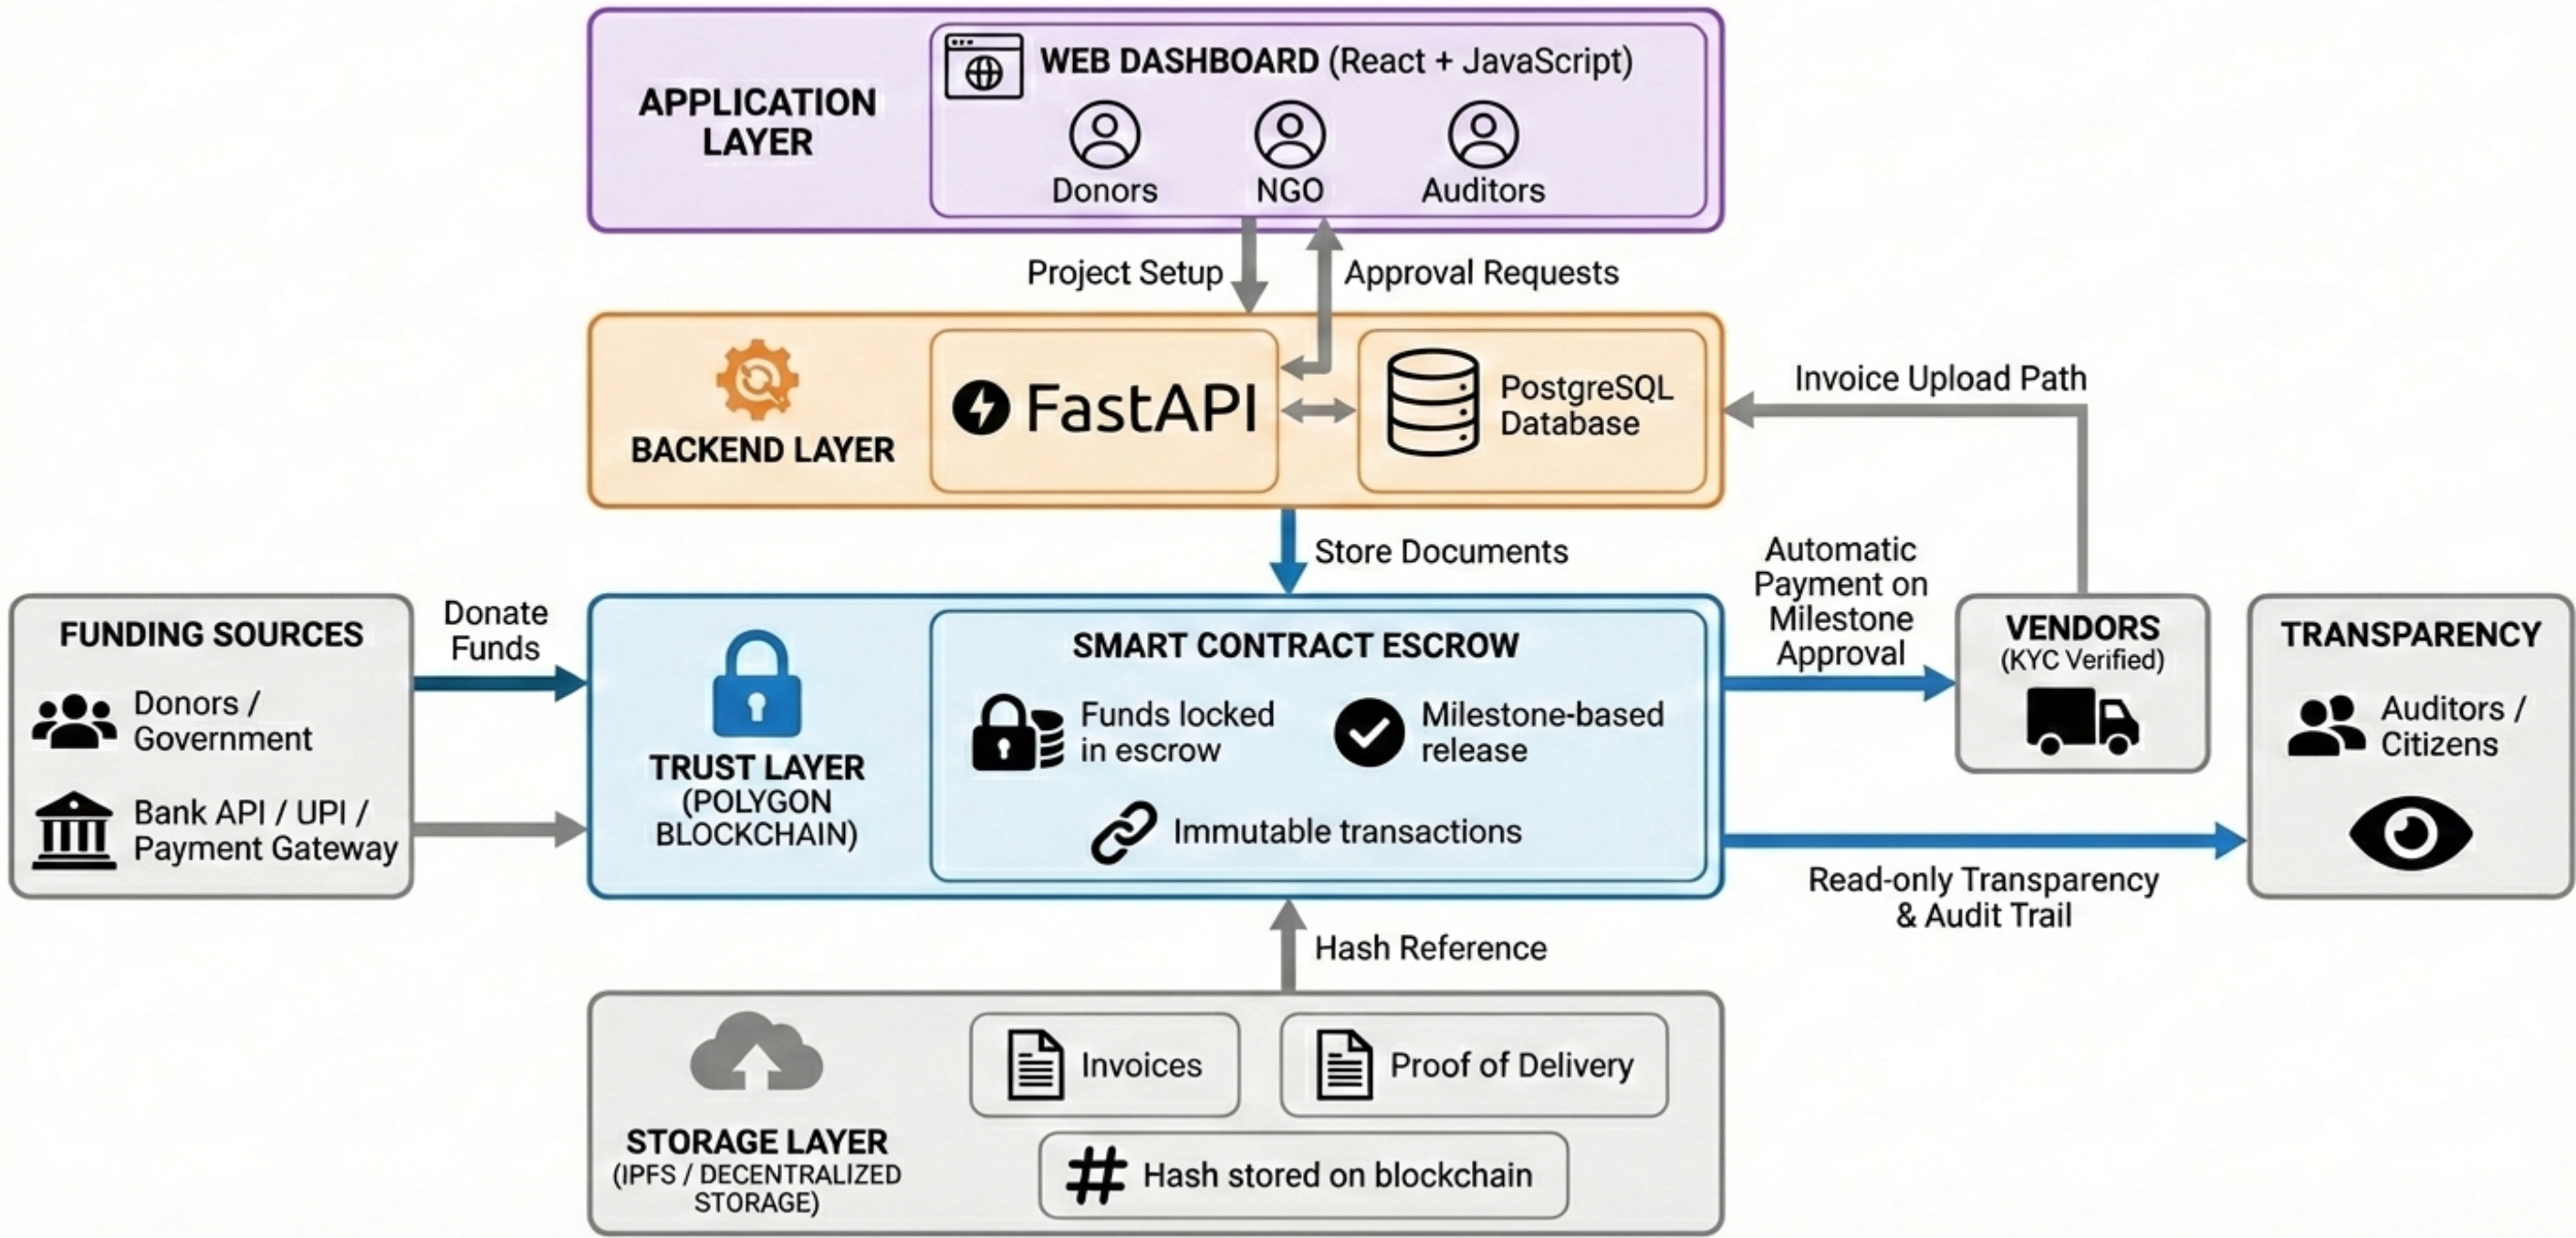 WEB DASHBOARD (React + JavaScript)
APPLICATION
LAYER
Donors
NGO
Auditors
Project Setup
Approval Requests
BACKEND LAYER
FastAPI
PostgreSQL
Database
Invoice Upload Path
Store Documents
FUNDING SOURCES
Donors /
Government
Bank API / UPI /
Payment Gateway
Donate
Funds
TRUST LAYER
(POLYGON
BLOCKCHAIN)
SMART CONTRACT ESCROW
Funds locked
in escrow
Milestone-based
release
Immutable transactions
Automatic
Payment on
Milestone
Approval
VENDORS
(KYC Verified)
TRANSPARENCY
Auditors /
Citizens
Read-only Transparency
& Audit Trail
Hash Reference
STORAGE LAYER
(IPFS / DECENTRALIZED
STORAGE)
Invoices
Proof of Delivery
# Hash stored on blockchain